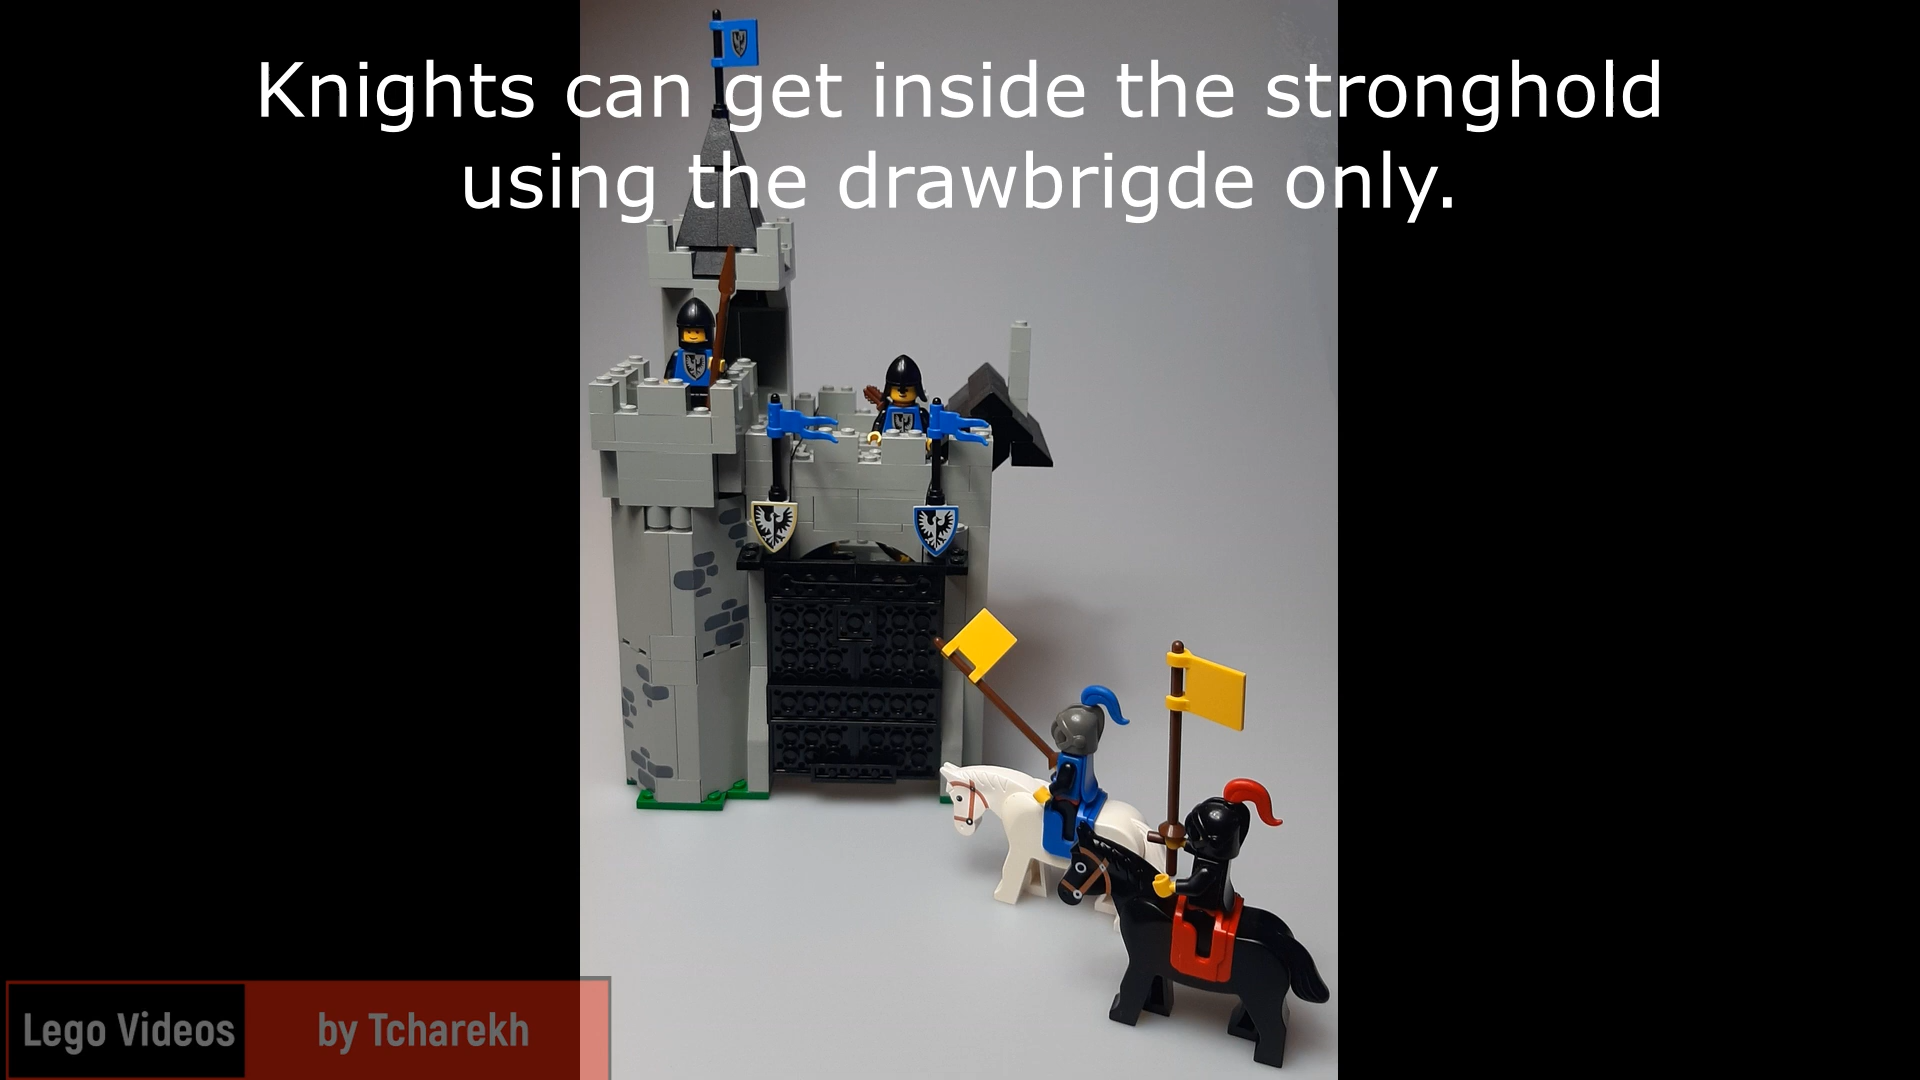 Knights can get inside the stronghold
using the drawbrigde only.
Lego Videos by Tcharekh